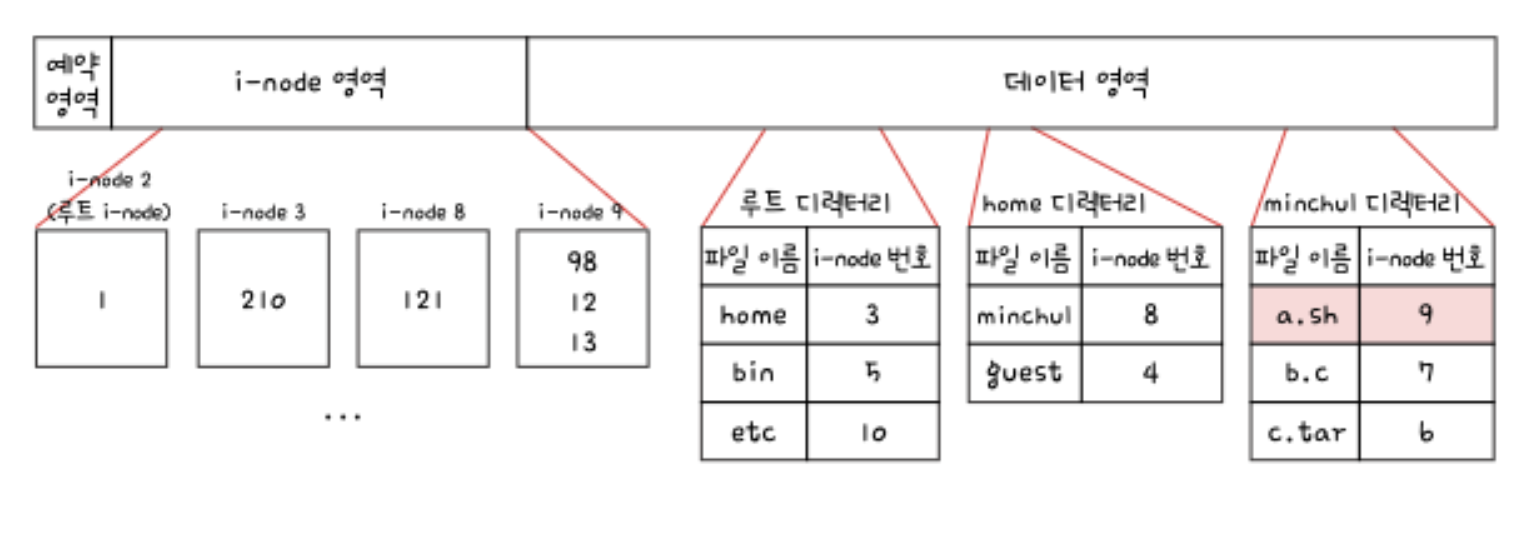 예약
영역
i-node 영역
데이터 영역
i-node 2
(루트 i-node)
i-node 3
i-node 8
i-node 9
1
210
121
98
12
13
...
루트 디렉터리
파일 이름 i-node 번호
home 3
bin 5
etc 10
home 디렉터리
파일 이름 i-node 번호
minchul 8
guest 4
minchul 디렉터리
파일 이름 i-node 번호
a.sh 9
b.c 7
c.tar 6